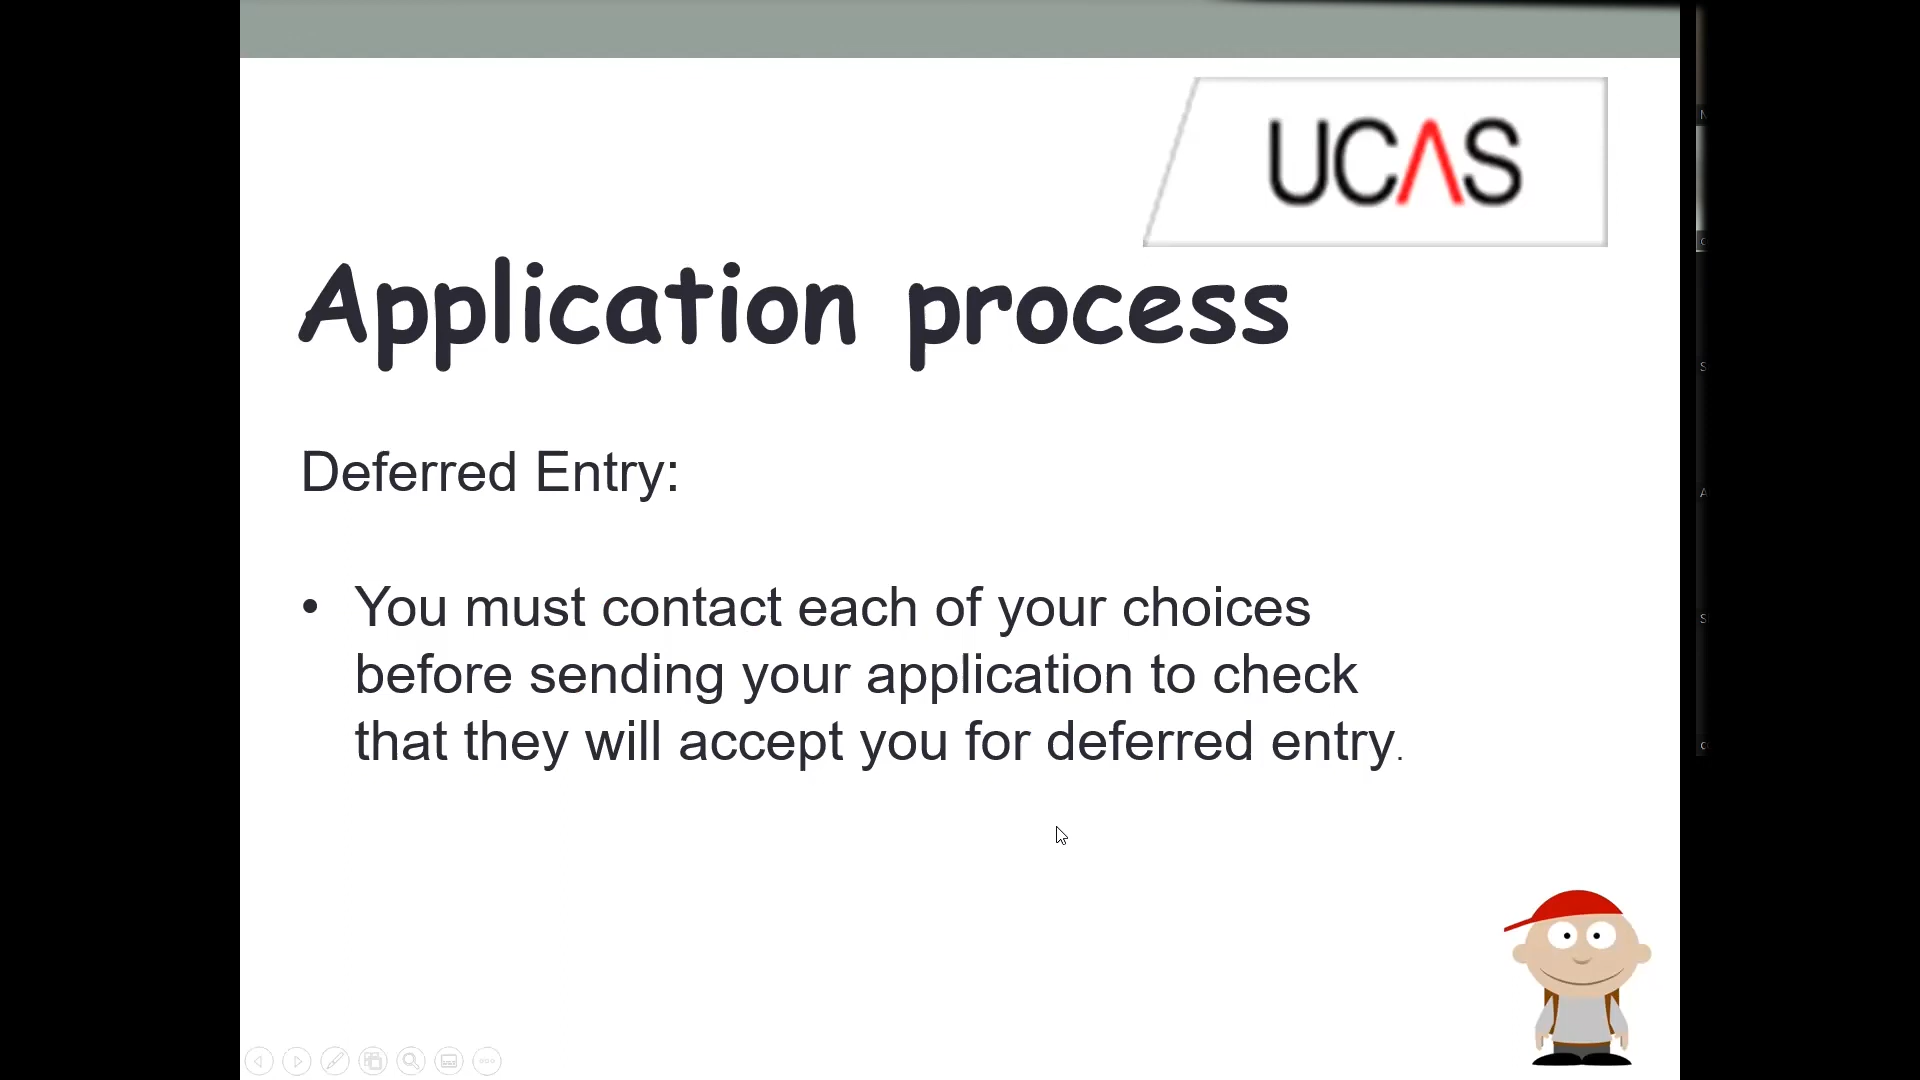 UCAS
Application process
Deferred Entry:
• You must contact each of your choices
before sending your application to check
that they will accept you for deferred entry.